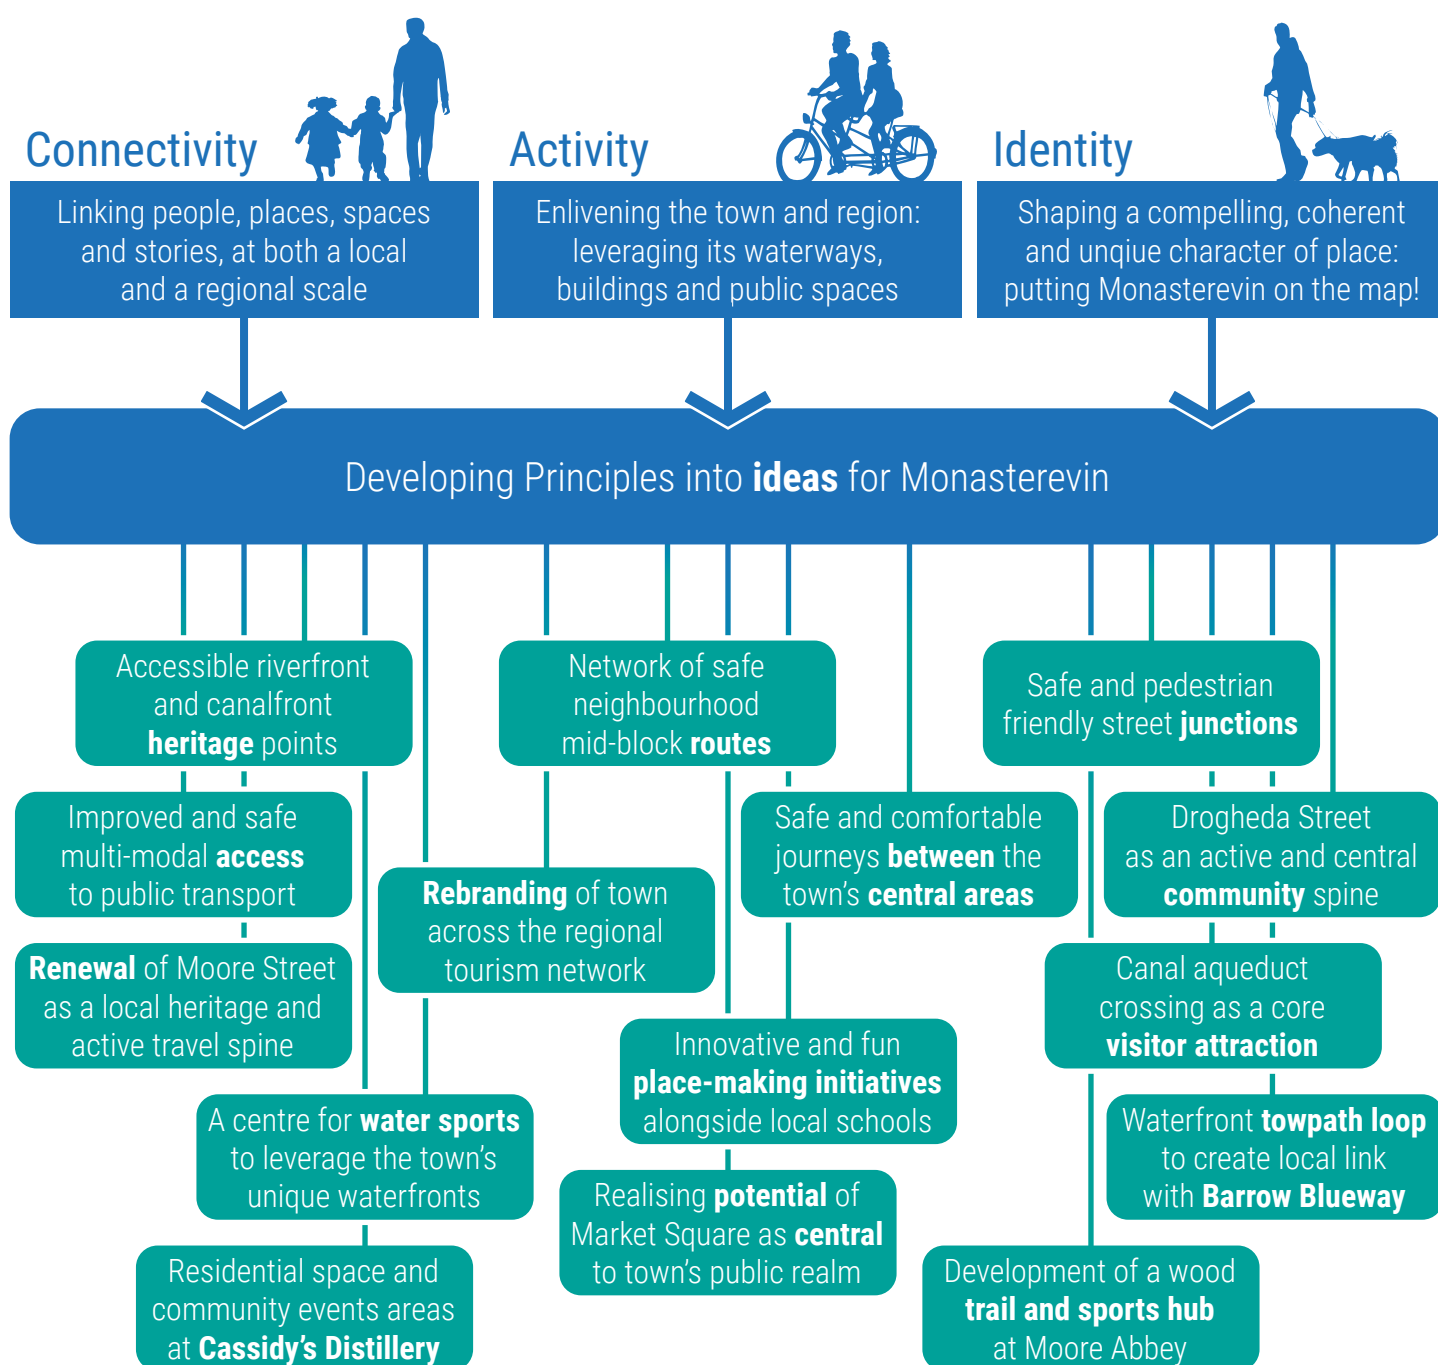 Connectivity
Linking people, places, spaces
and stories, at both a local
and a regional scale
Activity
Enlivening the town and region:
leveraging its waterways,
buildings and public spaces
Identity
Shaping a compelling, coherent
and unqiue character of place:
putting Monasterevin on the map!
Developing Principles into ideas for Monasterevin
Accessible riverfront
and canalfront
heritage points
Network of safe
neighbourhood
mid-block routes
Safe and pedestrian
friendly street junctions
Improved and safe
multi-modal access
to public transport
Safe and comfortable
journeys between the
town's central areas
Drogheda Street
as an active and central
community spine
Rebranding of town
across the regional
tourism network
Renewal of Moore Street
as a local heritage and
active travel spine
Canal aqueduct
crossing as a core
visitor attraction
Innovative and fun
place-making initiatives
alongside local schools
A centre for water sports
to leverage the town's
unique waterfronts
Waterfront towpath loop
to create local link
with Barrow Blueway
Realising potential of
Market Square as central
to town's public realm
Residential space and
community events areas
at Cassidy's Distillery
Development of a wood
trail and sports hub
at Moore Abbey